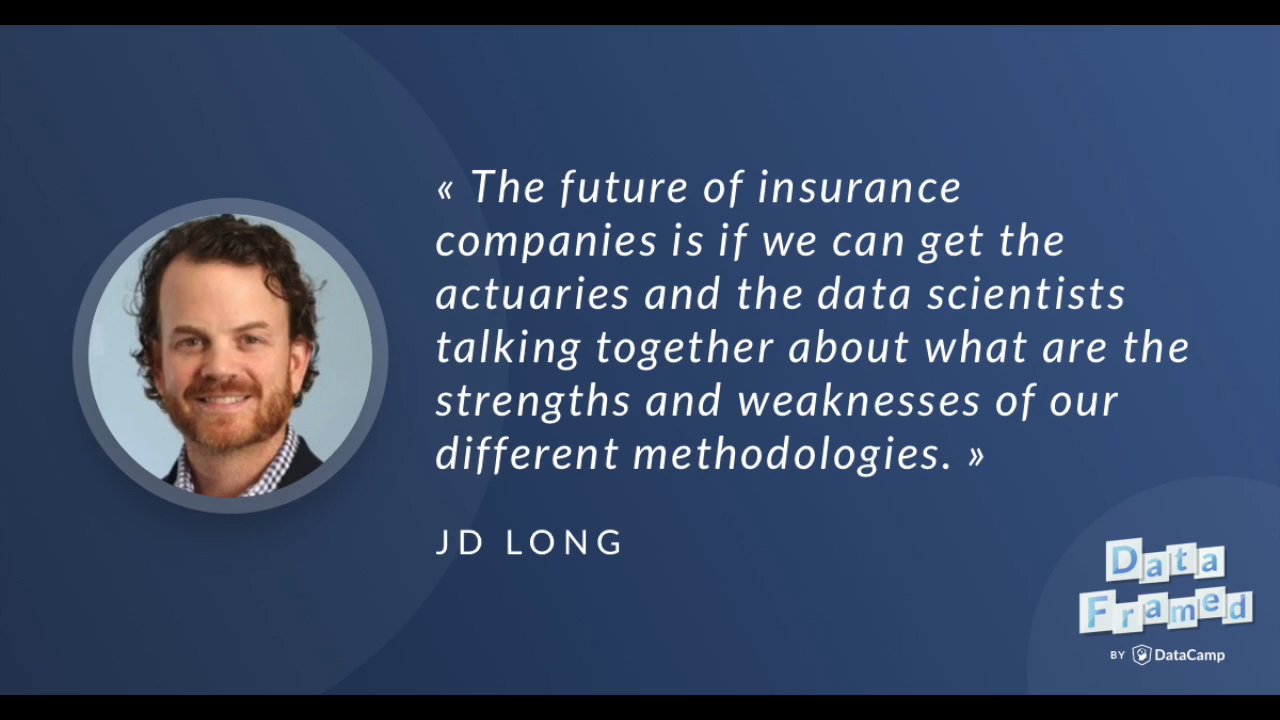 « The future of insurance
companies is if we can get the
actuaries and the data scientists
talking together about what are the
strengths and weaknesses of our
different methodologies. »
JD LONG
Data
Framed
BY DataCamp